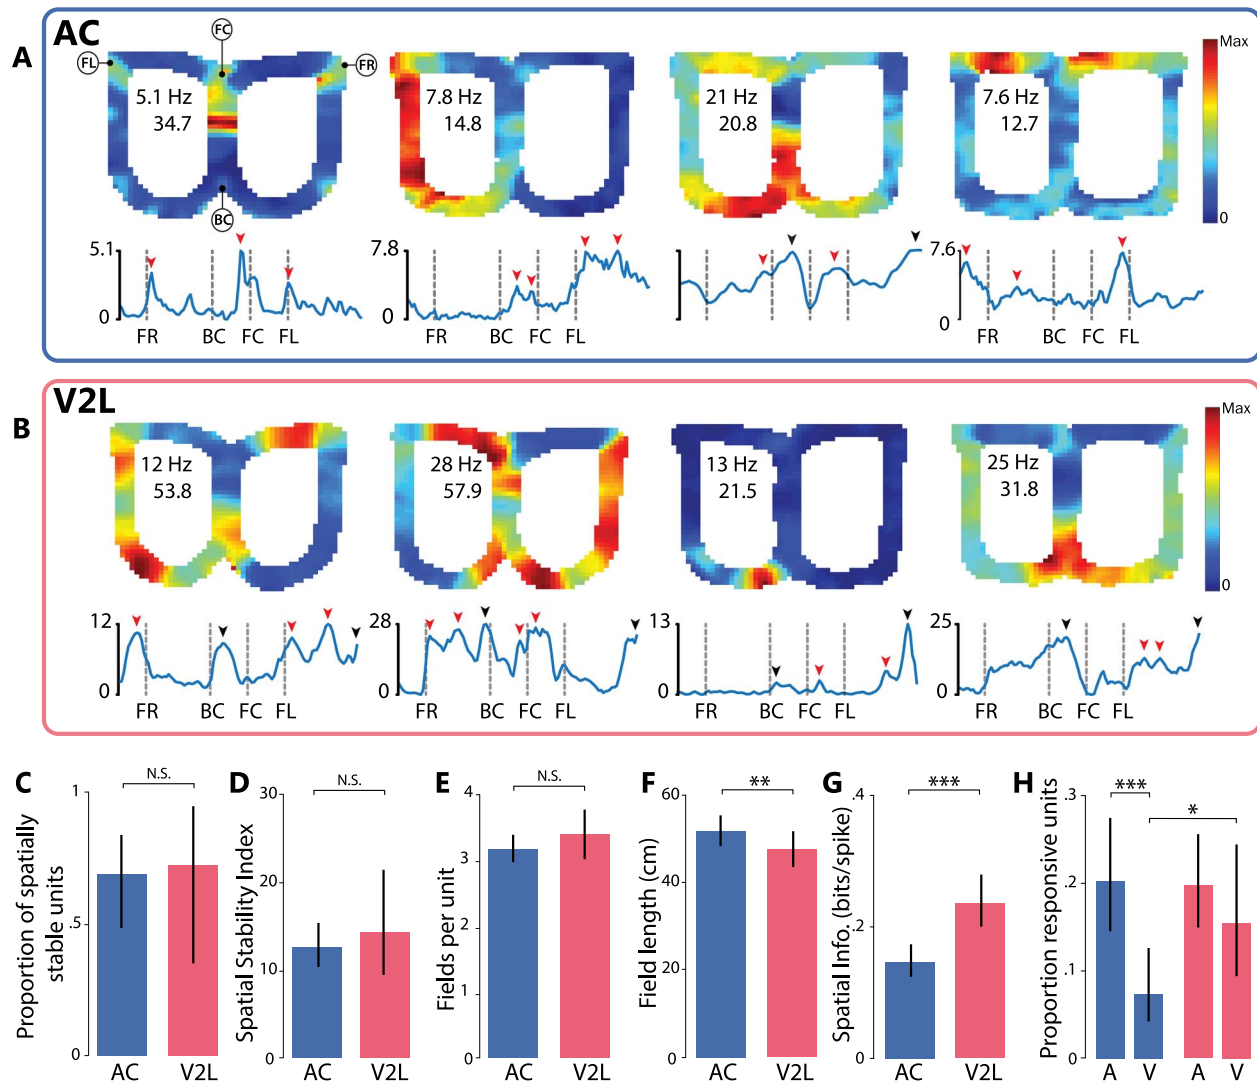 AC
A
FC
FL
FR
BC
5.1 Hz
34.7
7.8 Hz
14.8
21 Hz
20.8
7.6 Hz
12.7
Max
0
5.1
0
FR BC FC FL
7.8
0
FR BC FC FL
7.6
0
FR BC FC FL
V2L
B
12 Hz
53.8
28 Hz
57.9
13 Hz
21.5
25 Hz
31.8
Max
0
12
0
FR BC FC FL
28
0
FR BC FC FL
13
0
FR BC FC FL
25
0
FR BC FC FL
C
N.S.
Proportion of spatially
stable units
1
.5
0
AC V2L
D
N.S.
Spatial Stability Index
30
20
10
0
AC V2L
E
N.S.
Fields per unit
4
3
2
1
0
AC V2L
F
**
Field length (cm)
60
40
20
0
AC V2L
G
***
Spatial Info. (bits/spike)
.4
.2
0
AC V2L
H
***
*
Proportion responsive units
.3
.2
.1
0
A V A V